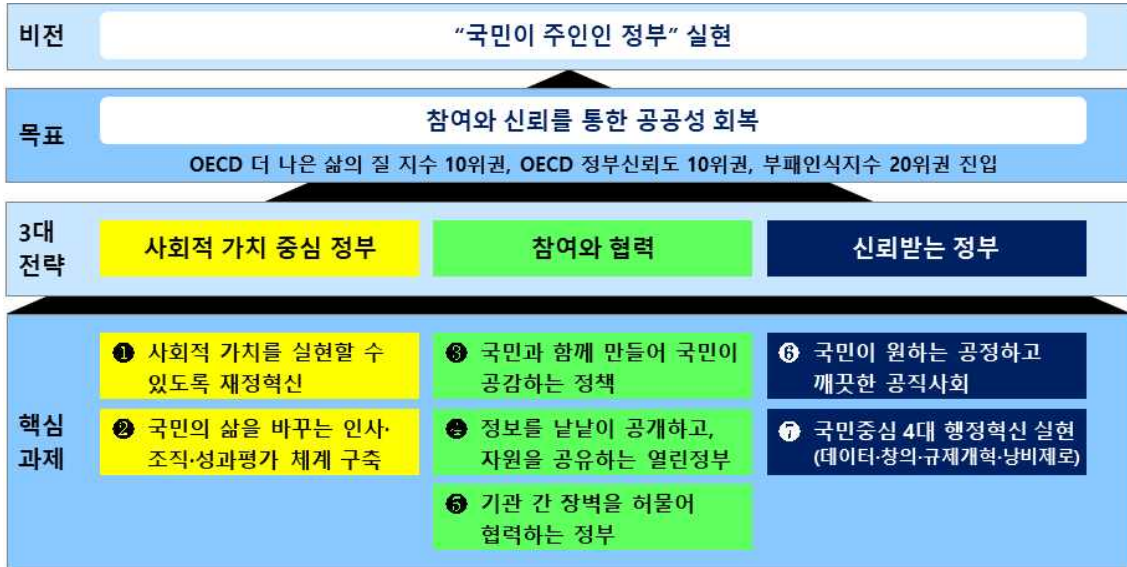 비전
“국민이 주인인 정부” 실현
목표
참여와 신뢰를 통한 공공성 회복
OECD 더 나은 삶의 질 지수 10위권, OECD 정부신뢰도 10위권, 부패인식지수 20위권 진입
3대
전략
사회적 가치 중심 정부
참여와 협력
신뢰받는 정부
핵심
과제
❶ 사회적 가치를 실현할 수
있도록 재정혁신
❷ 국민의 삶을 바꾸는 인사·
조직·성과평가 체계 구축
❸ 국민과 함께 만들어 국민이
공감하는 정책
❹ 정보를 낱낱이 공개하고,
자원을 공유하는 열린정부
❺ 기관 간 장벽을 허물어
협력하는 정부
❻ 국민이 원하는 공정하고
깨끗한 공직사회
❼ 국민중심 4대 행정혁신 실현
(데이터·창의·규제개혁·낭비제로)